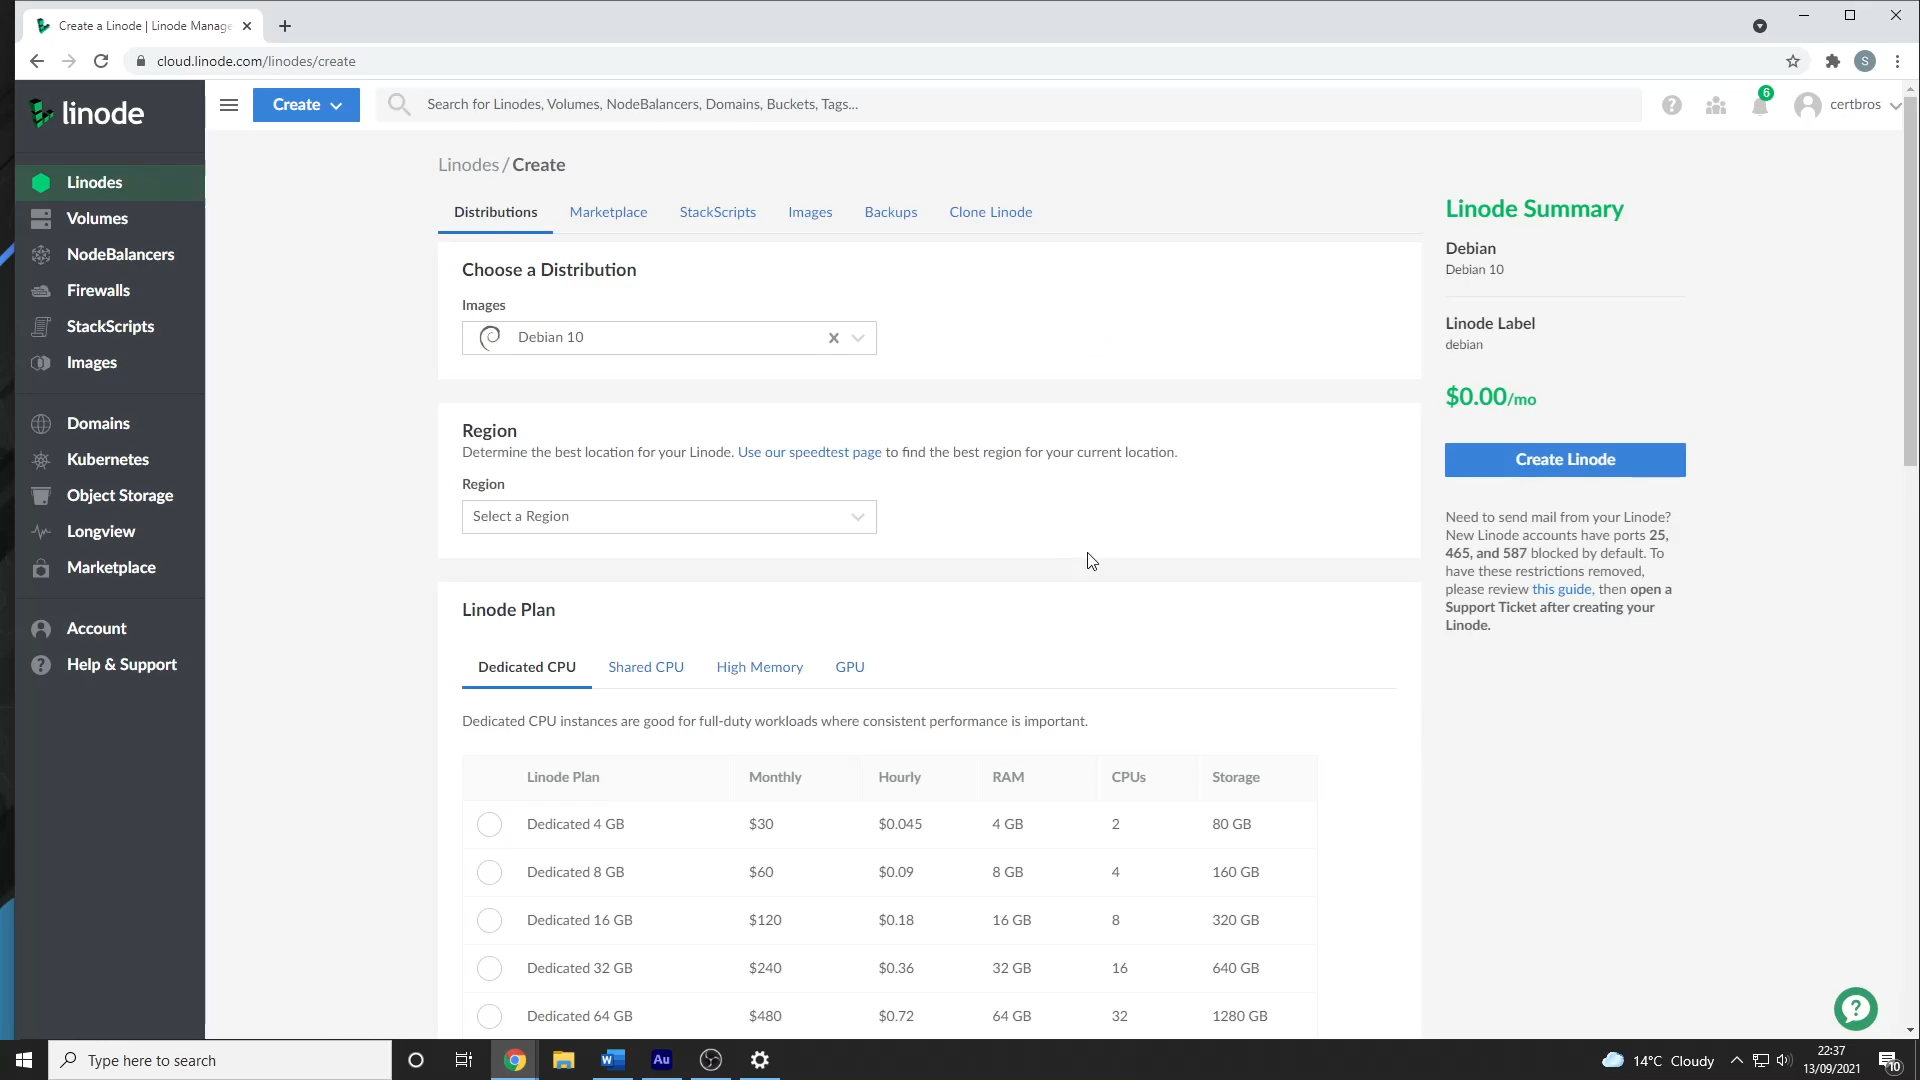 Create a Linode | Linode Manage
cloud.linode.com/linodes/create
S
linode
Create
Search for Linodes, Volumes, NodeBalancers, Domains, Buckets, Tags...
?
6
certbros
Linodes
Volumes
NodeBalancers
Firewalls
StackScripts
Images
Domains
Kubernetes
Object Storage
Longview
Marketplace
Account
? Help & Support
Linodes / Create
Distributions
Marketplace
StackScripts
Images
Backups
Clone Linode
Choose a Distribution
Images
Debian 10
Region
Determine the best location for your Linode. Use our speedtest page to find the best region for your current location.
Region
Select a Region
Linode Plan
Dedicated CPU
Shared CPU
High Memory
GPU
Dedicated CPU instances are good for full-duty workloads where consistent performance is important.
Linode Plan Monthly Hourly RAM CPUs Storage
Dedicated 4 GB $30 $0.045 4 GB 2 80 GB
Dedicated 8 GB $60 $0.09 8 GB 4 160 GB
Dedicated 16 GB $120 $0.18 16 GB 8 320 GB
Dedicated 32 GB $240 $0.36 32 GB 16 640 GB
Dedicated 64 GB $480 $0.72 64 GB 32 1280 GB
Linode Summary
Debian
Debian 10
Linode Label
debian
$0.00/mo
Create Linode
Need to send mail from your Linode?
New Linode accounts have ports 25,
465, and 587 blocked by default. To
have these restrictions removed,
please review this guide, then open a
Support Ticket after creating your
Linode.
?
Type here to search
W
Au
14°C Cloudy
22:37
13/09/2021
10